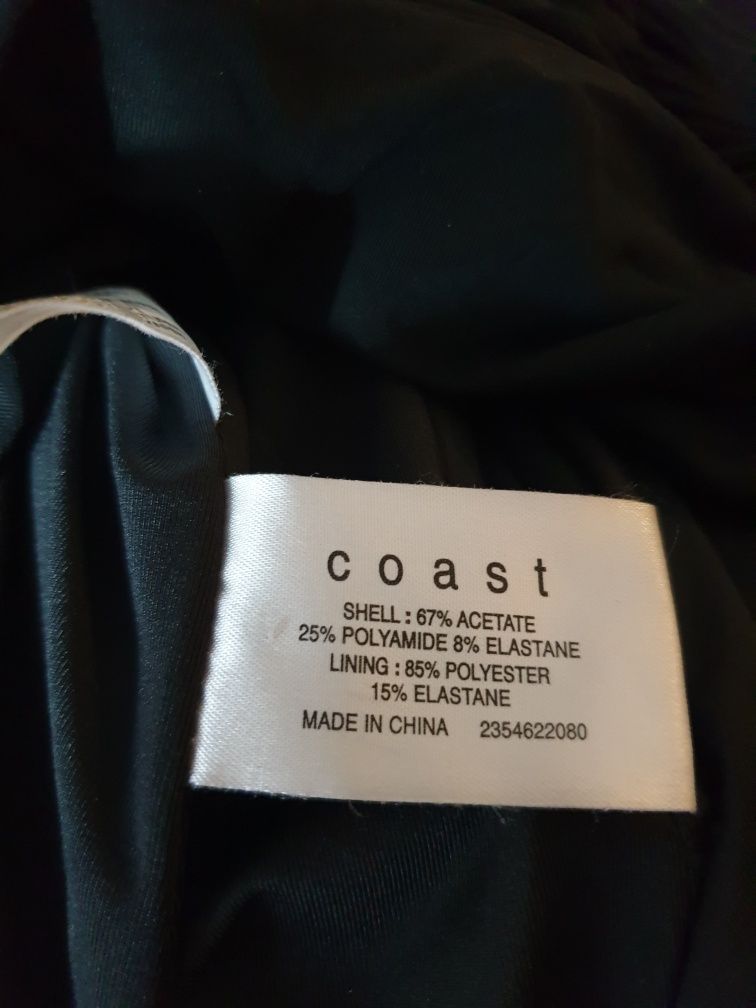 coast
SHELL : 67% ACETATE
25% POLYAMIDE 8% ELASTANE
LINING : 85% POLYESTER
15% ELASTANE
MADE IN CHINA 2354622080